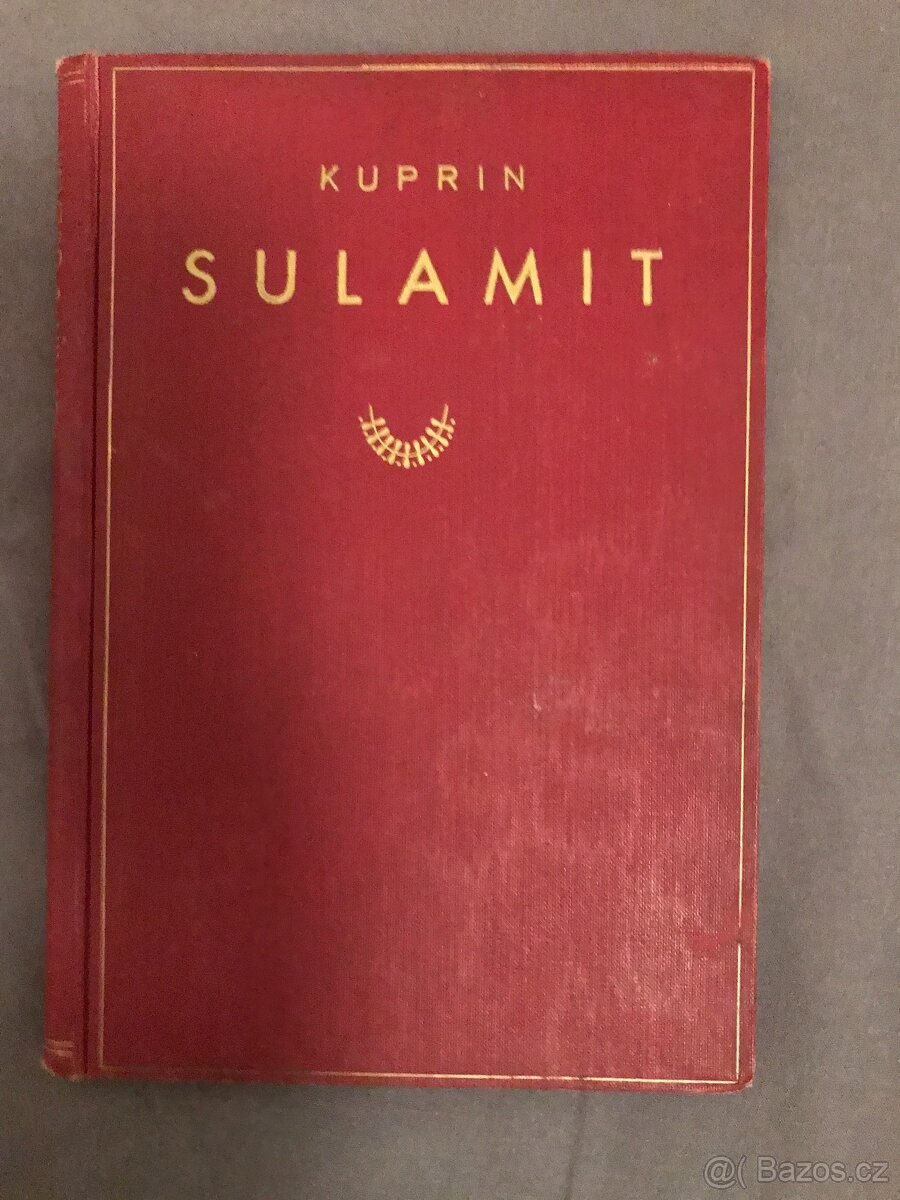 KUPRIN
SULAMIT
@( Bazos.cz